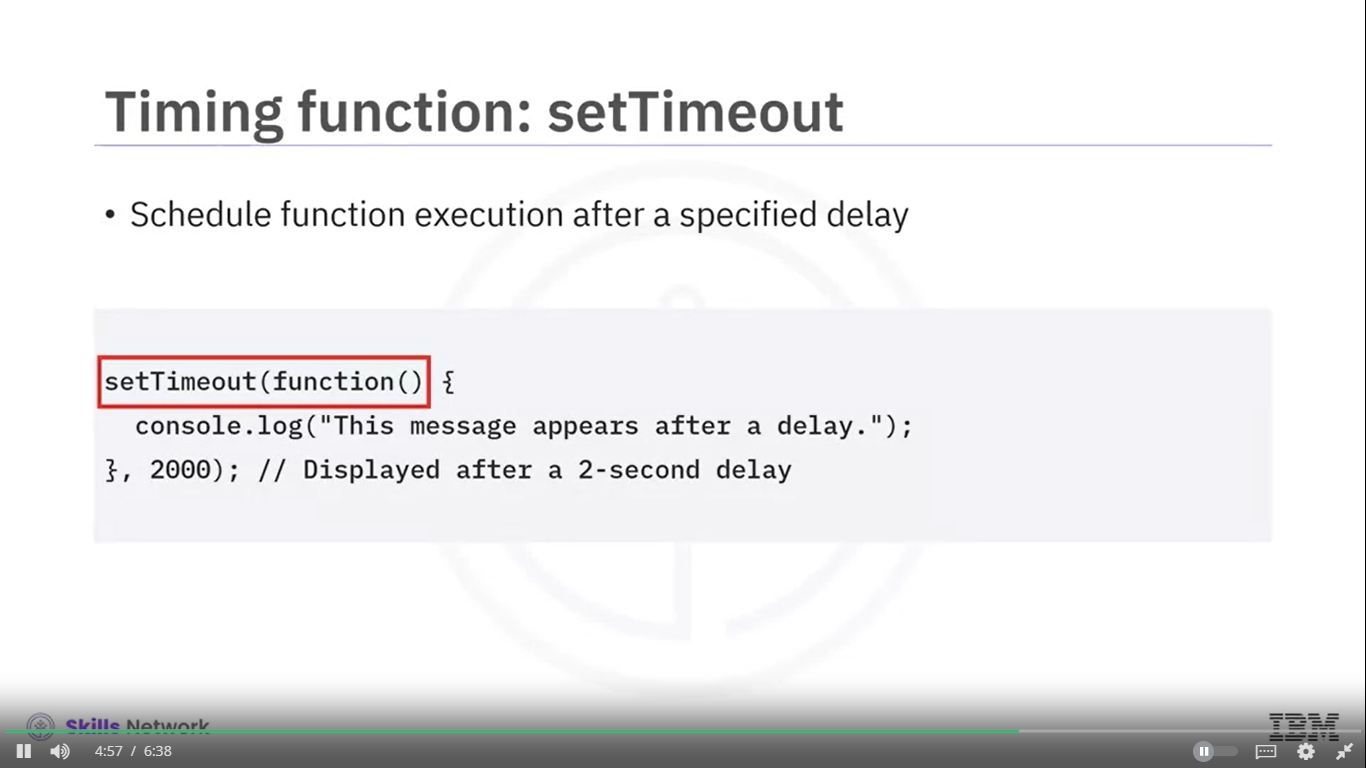 Timing function: setTimeout
• Schedule function execution after a specified delay
setTimeout(function() {
console.log("This message appears after a delay.");
}, 2000); // Displayed after a 2-second delay
Skills Network
IBM
4:57 / 6:38